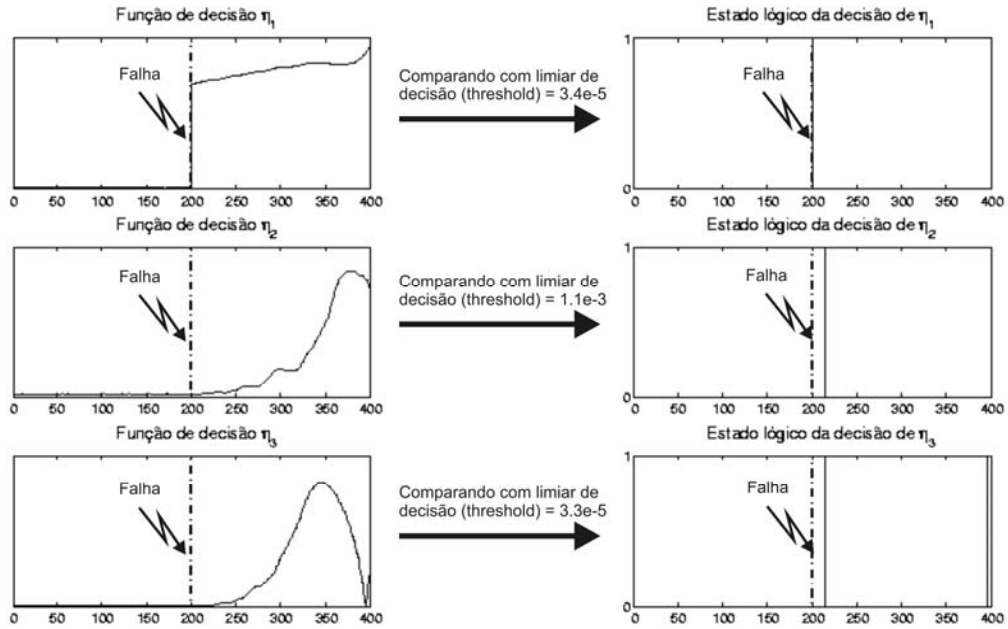 Função de decisão η1
Estado lógico da decisão de η1
1
Falha
Comparando com limiar de
decisão (threshold) = 3.4e-5
Falha
0
0 50 100 150 200 250 300 350 400
0 50 100 150 200 250 300 350 400
Função de decisão η2
Estado lógico da decisão de η2
1
Falha
Comparando com limiar de
decisão (threshold) = 1.1e-3
Falha
0
0 50 100 150 200 250 300 350 400
0 50 100 150 200 250 300 350 400
Função de decisão η3
Estado lógico da decisão de η3
1
Falha
Comparando com limiar de
decisão (threshold) = 3.3e-5
Falha
0
0 50 100 150 200 250 300 350 400
0 50 100 150 200 250 300 350 400